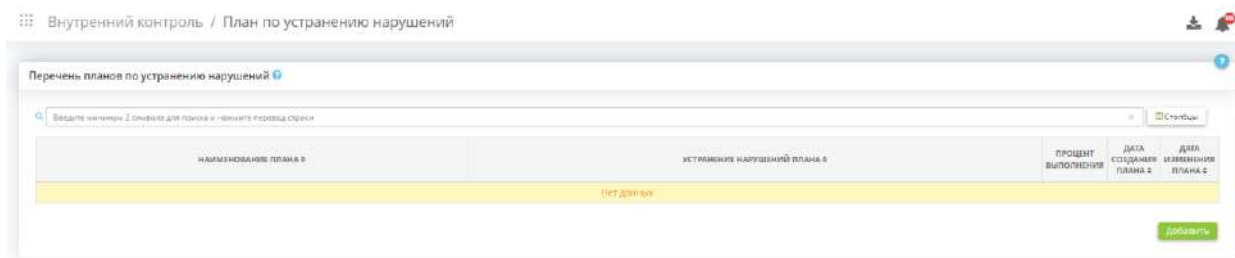 Внутренний контроль / План по устранению нарушений
Перечень планов по устранению нарушений
Введите минимум 2 символа для поиска и нажмите перевод строки
Столбцы
НАИМЕНОВАНИЕ ПЛАНА
УСТРАНЕНИЕ НАРУШЕНИЙ ПЛАНА
ПРОЦЕНТ ВЫПОЛНЕНИЯ
ДАТА СОЗДАНИЯ ПЛАНА
ДАТА ИЗМЕНЕНИЯ ПЛАНА
Нет данных
Добавить